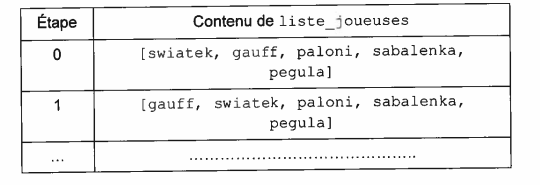 Étape Contenu de liste_joueuses
0 [swiatek, gauff, paloni, sabalenka,
pegula]
1 [gauff, swiatek, paloni, sabalenka,
pegula]
... ..........................................